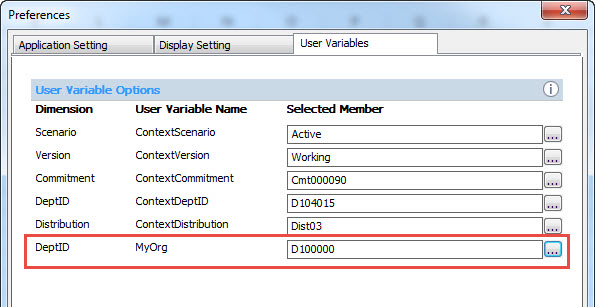 Preferences
Application Setting Display Setting User Variables
User Variable Options
Dimension User Variable Name Selected Member
Scenario ContextScenario Active ...
Version ContextVersion Working ...
Commitment ContextCommitment Cmt000090 ...
DeptID ContextDeptID D104015 ...
Distribution ContextDistribution Dist03 ...
DeptID MyOrg D100000 ...